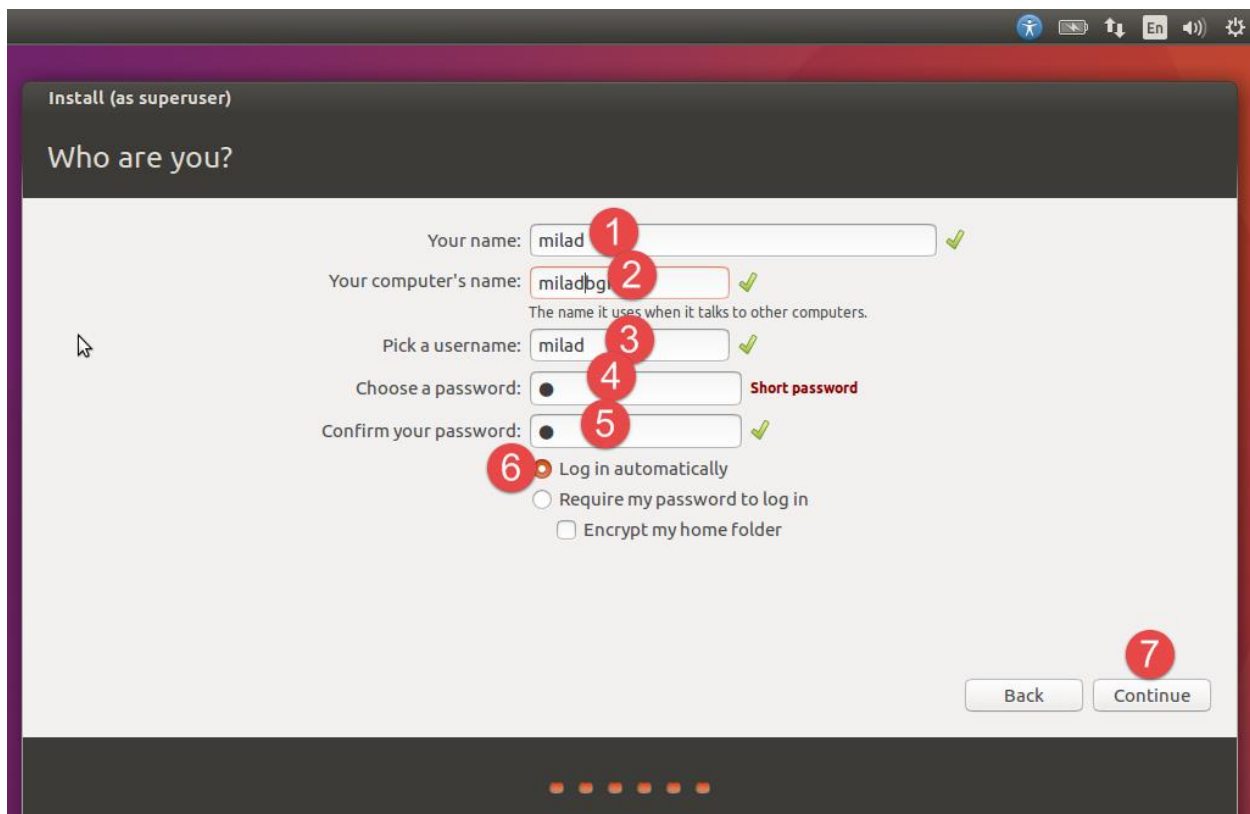 En
Install (as superuser)
Who are you?
Your name: milad 1
Your computer's name: 2
The name it uses when it talks to other computers.
Pick a username: milad 3
Choose a password: 4 Short password
Confirm your password: 5
6 Log in automatically
Require my password to log in
Encrypt my home folder
7
Back Continue